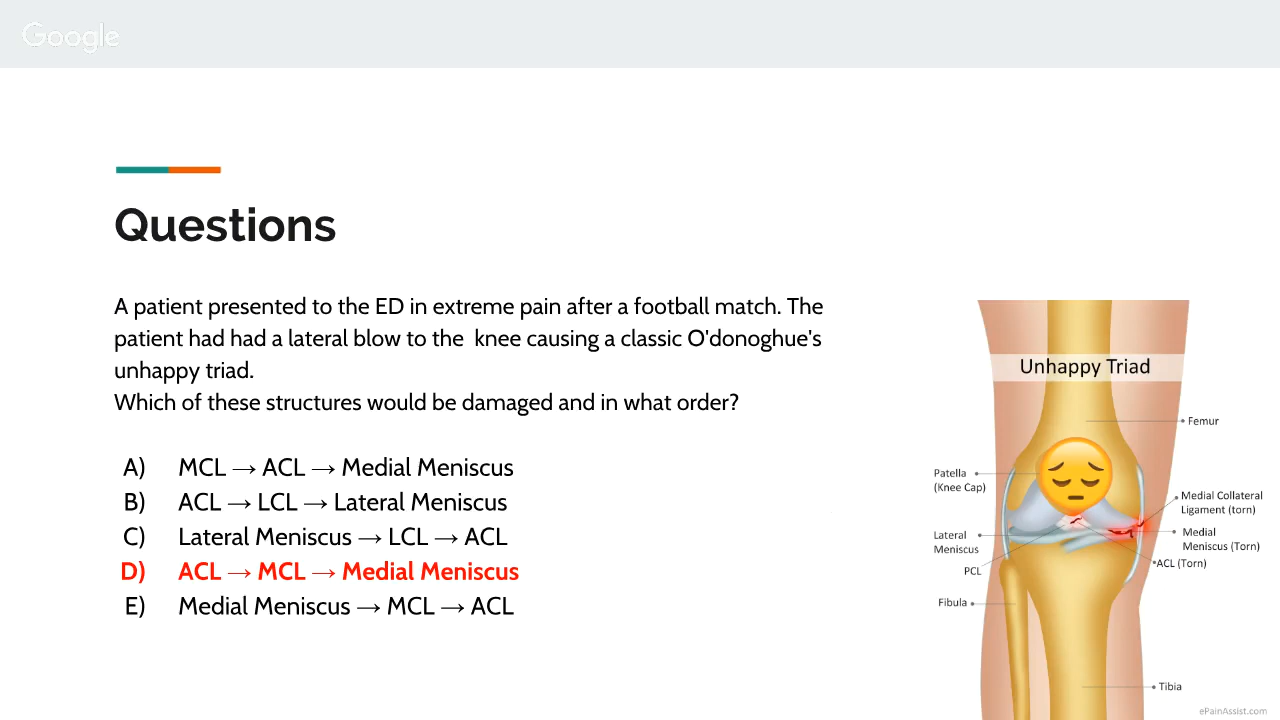 Google
Questions
A patient presented to the ED in extreme pain after a football match. The
patient had had a lateral blow to the  knee causing a classic O'donoghue's
unhappy triad.
Which of these structures would be damaged and in what order?
A) MCL → ACL → Medial Meniscus
B) ACL → LCL → Lateral Meniscus
C) Lateral Meniscus → LCL → ACL
D) ACL → MCL → Medial Meniscus
E) Medial Meniscus → MCL → ACL
Unhappy Triad
Femur
Patella
(Knee Cap)
Medial Collateral
Ligament (torn)
Lateral
Meniscus
Medial
Meniscus (Torn)
PCL
ACL (Torn)
Fibula
Tibia
ePainAssist.com